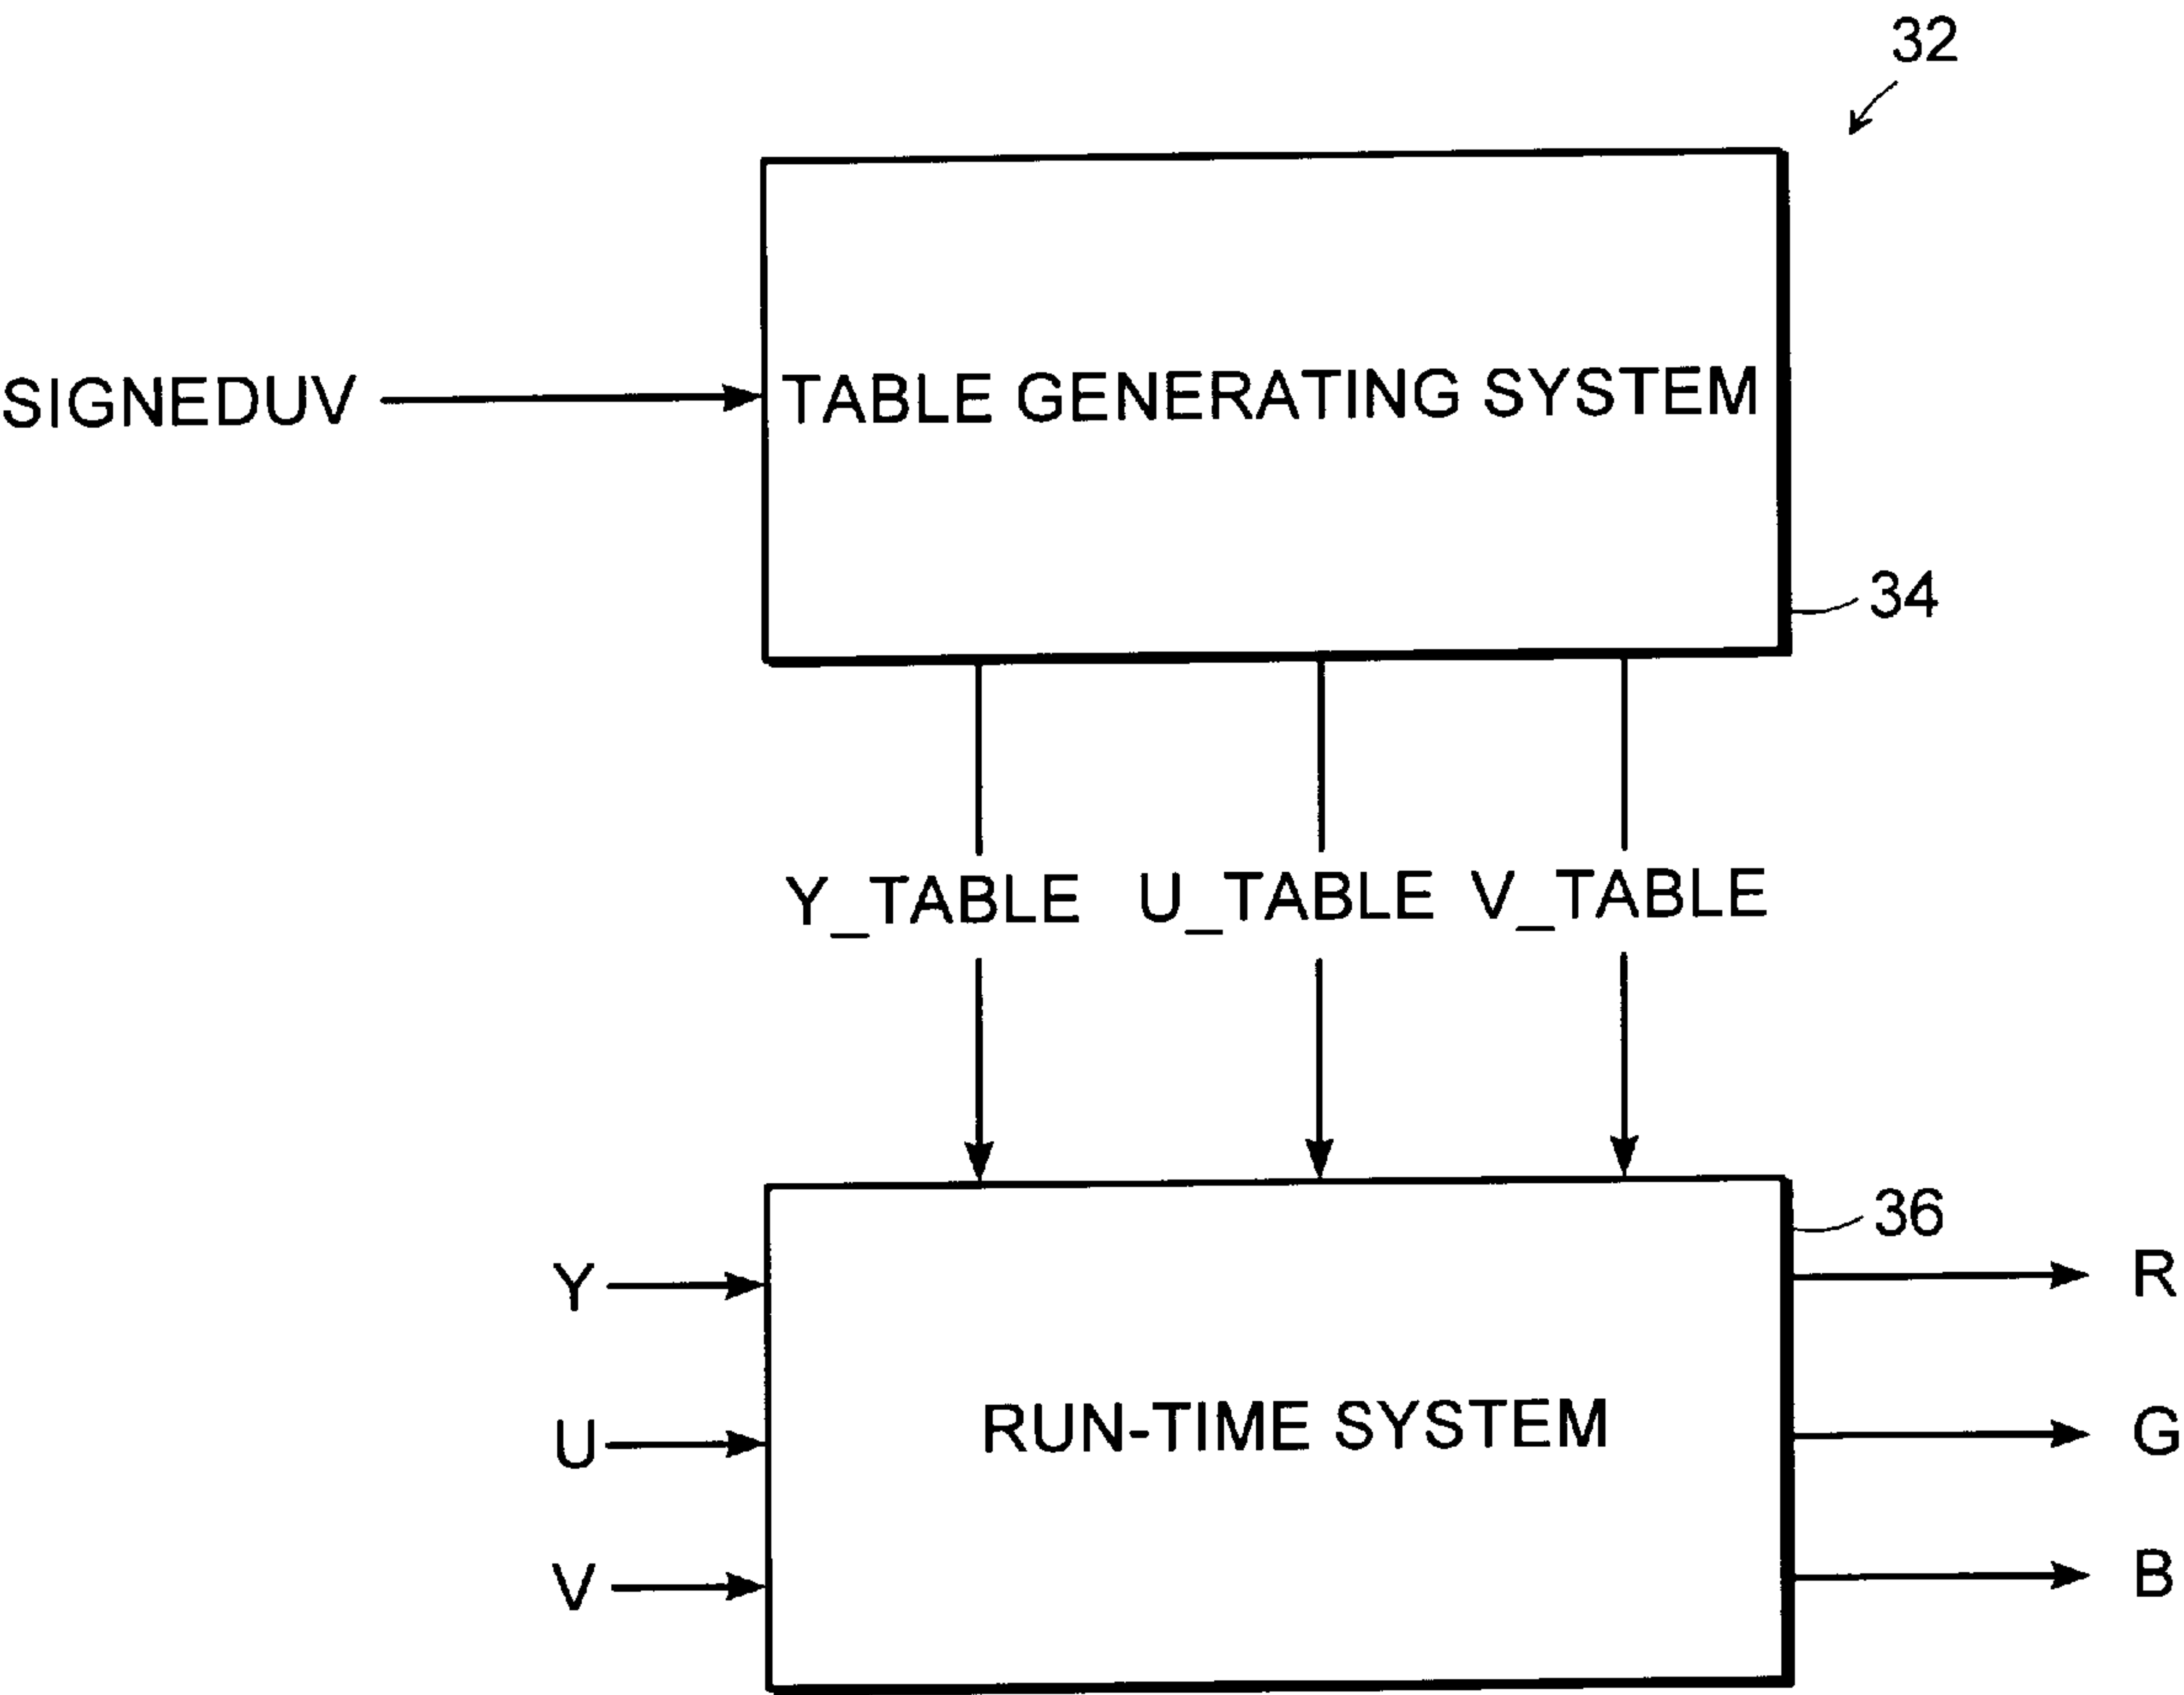 32
SIGNEDUV
TABLE GENERATING SYSTEM
34
Y_TABLE U_TABLE V_TABLE
36
Y
R
U
RUN-TIME SYSTEM
G
V
B